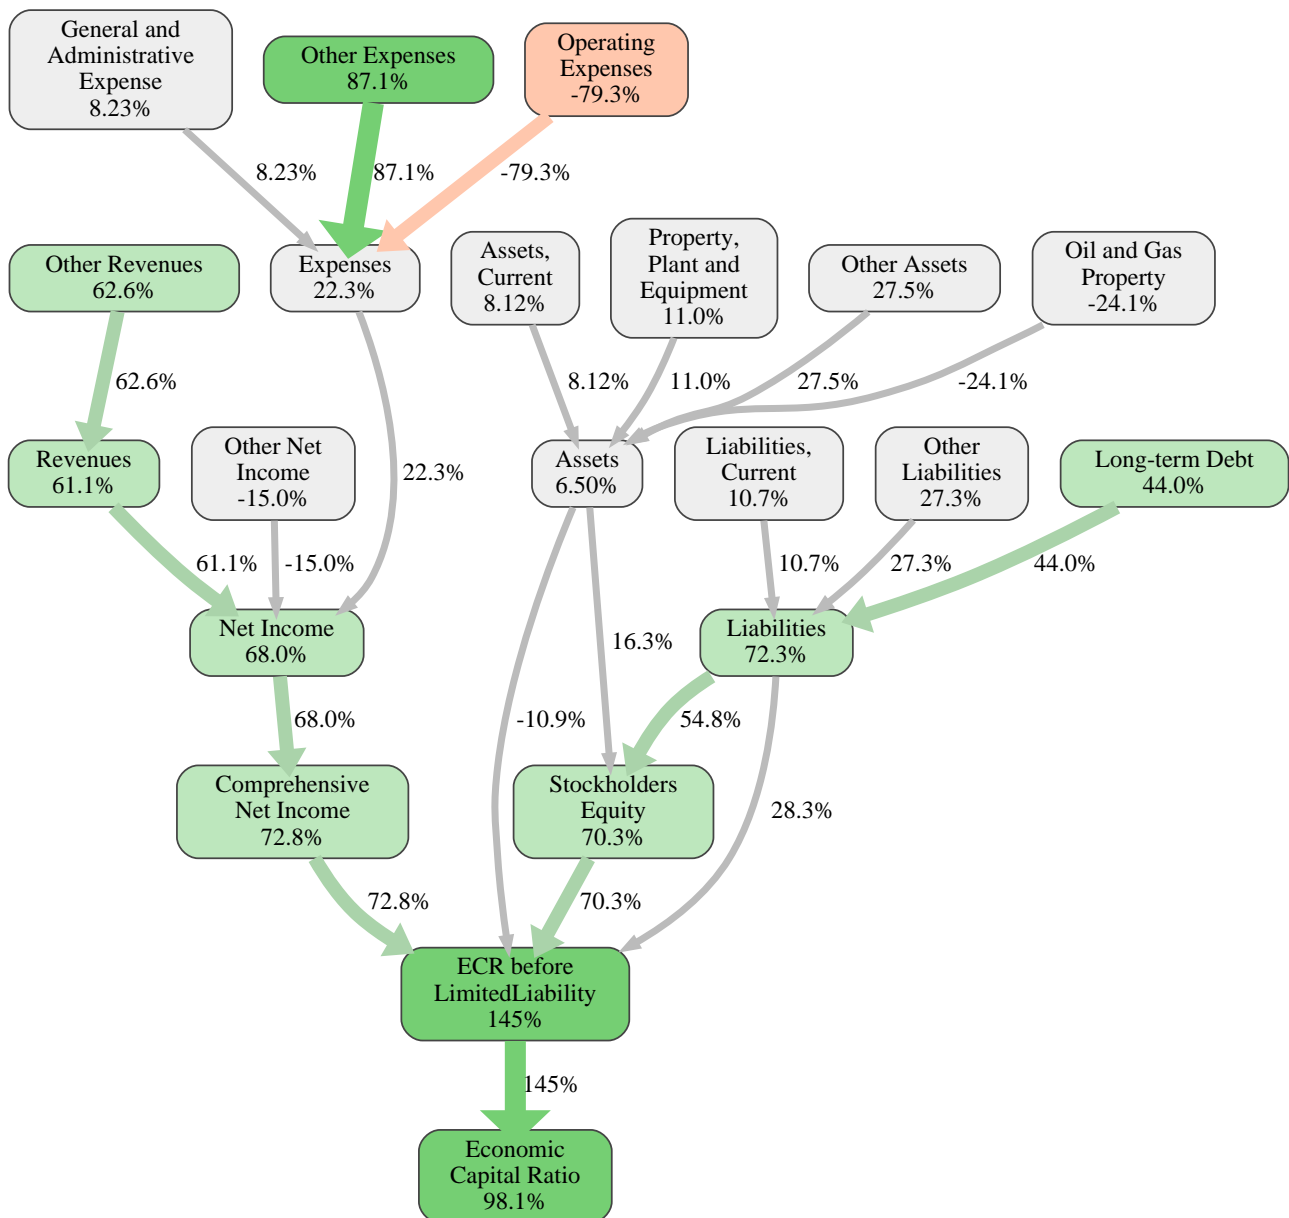 General and
Administrative
Expense
8.23%
Other Expenses
87.1%
Operating
Expenses
-79.3%
8.23%
87.1%
-79.3%
Other Revenues
62.6%
Expenses
22.3%
Assets,
Current
8.12%
Property,
Plant and
Equipment
11.0%
Other Assets
27.5%
Oil and Gas
Property
-24.1%
62.6%
8.12%
11.0%
27.5%
-24.1%
Revenues
61.1%
Other Net
Income
-15.0%
22.3%
Assets
6.50%
Liabilities,
Current
10.7%
Other
Liabilities
27.3%
Long-term Debt
44.0%
61.1%
-15.0%
10.7%
27.3%
44.0%
Net Income
68.0%
16.3%
Liabilities
72.3%
68.0%
-10.9%
54.8%
Comprehensive
Net Income
72.8%
Stockholders
Equity
70.3%
28.3%
72.8%
70.3%
ECR before
LimitedLiability
145%
145%
Economic
Capital Ratio
98.1%